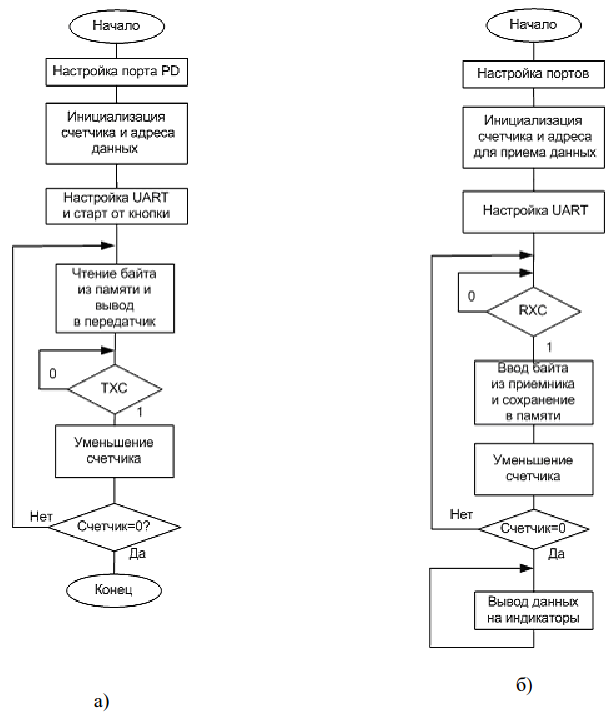 Начало
Настройка порта PD
Инициализация
счетчика и адреса
данных
Настройка UART
и старт от кнопки
Чтение байта
из памяти и
вывод
в передатчик
0
TXC
1
Уменьшение
счетчика
Нет
Счетчик=0?
Да
Конец
а)
Начало
Настройка портов
Инициализация
счетчика и адреса
для приема данных
Настройка UART
0
RXC
1
Ввод байта
из приемника
и сохранение
в памяти
Уменьшение
счетчика
Нет
Счетчик=0
Да
Вывод данных
на индикаторы
б)